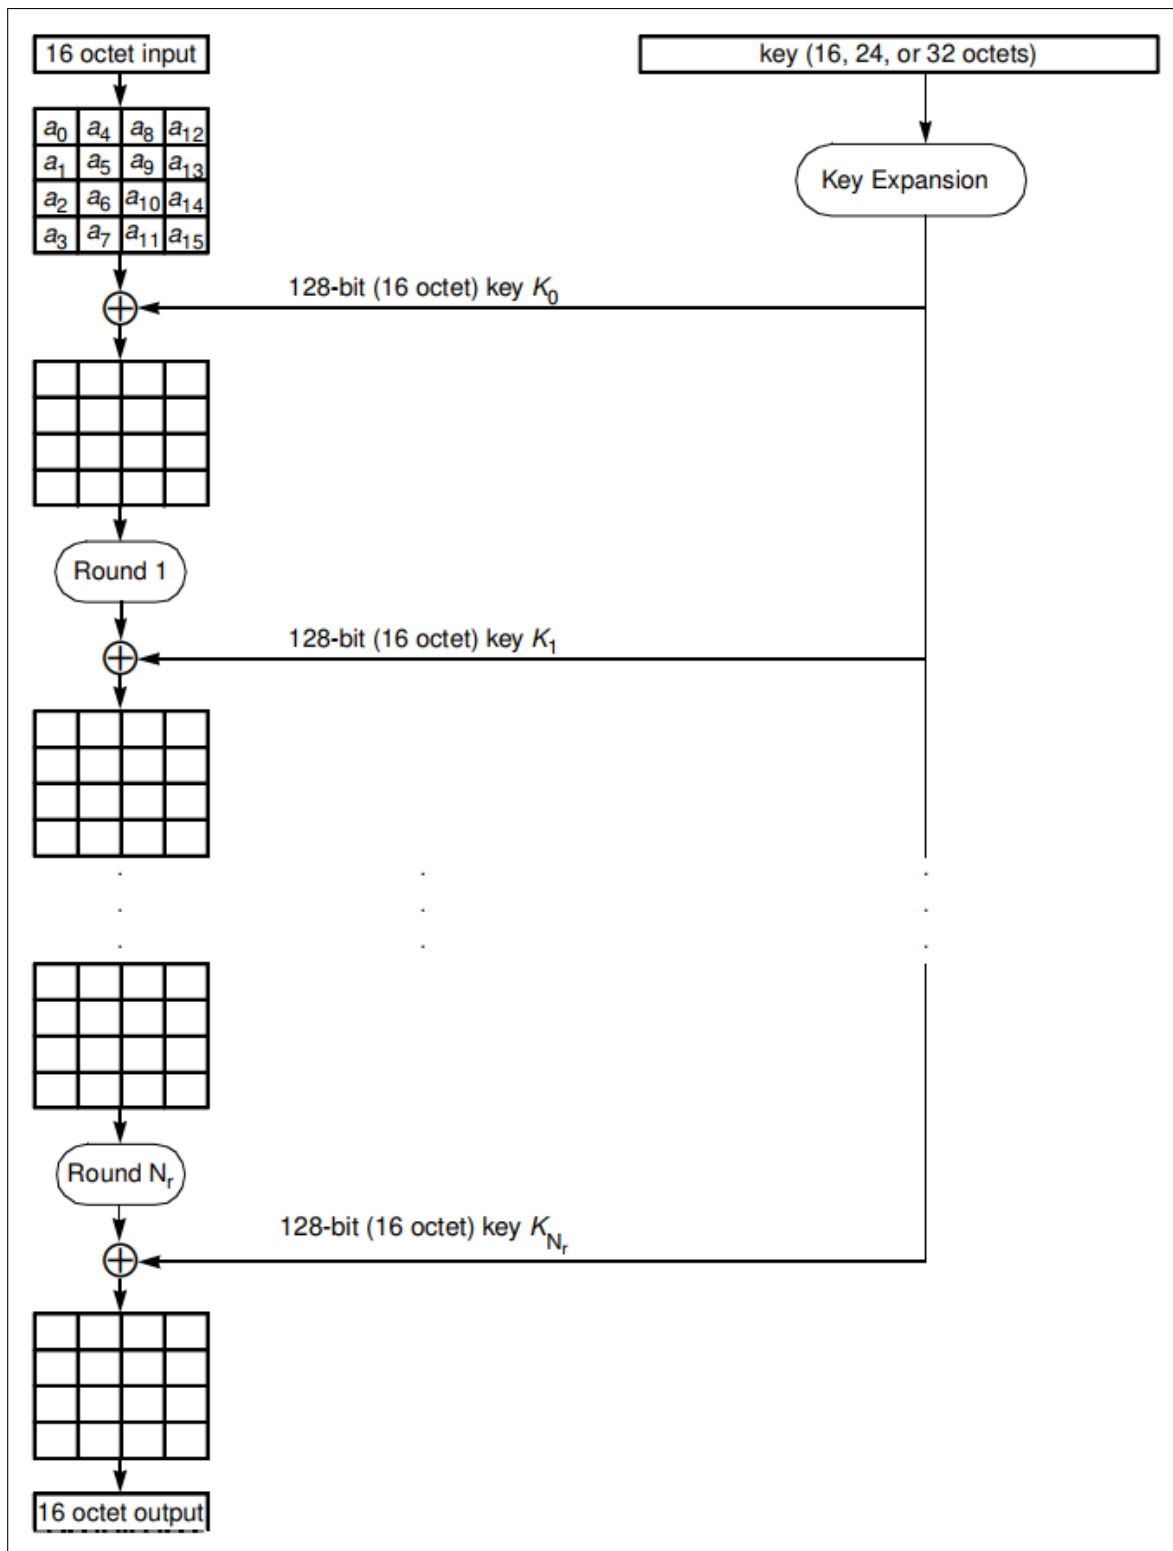 16 octet input
key (16, 24, or 32 octets)
a0 a4 a8 a12
a1 a5 a9 a13
a2 a6 a10 a14
a3 a7 a11 a15
Key Expansion
128-bit (16 octet) key K0
Round 1
128-bit (16 octet) key K1
Round Nr
128-bit (16 octet) key KNr
16 octet output